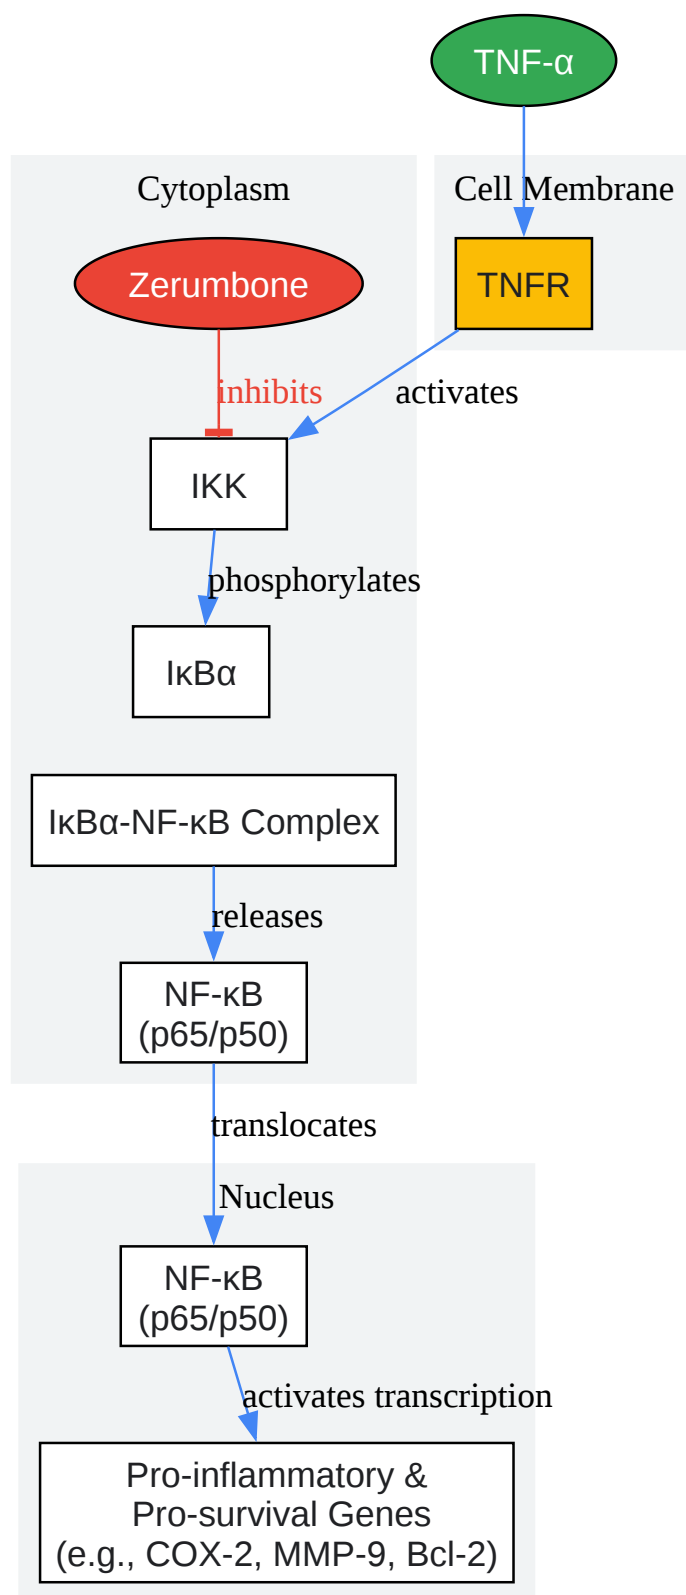 TNF-α
Cytoplasm
Cell Membrane
Zerumbone
TNFR
inhibits
activates
IKK
phosphorylates
IκBα
IκBα-NF-κB Complex
releases
NF-κB
(p65/p50)
translocates
Nucleus
NF-κB
(p65/p50)
activates transcription
Pro-inflammatory &
Pro-survival Genes
(e.g., COX-2, MMP-9, Bcl-2)